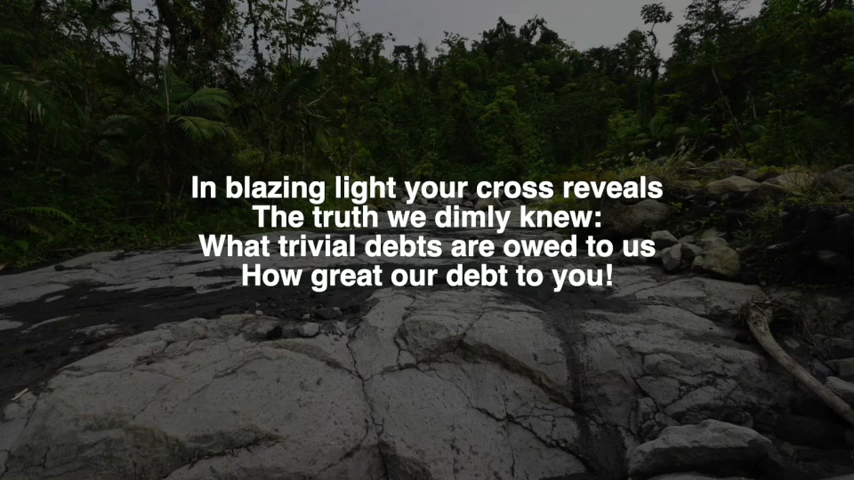 In blazing light your cross reveals
The truth we dimly knew:
What trivial debts are owed to us
How great our debt to you!